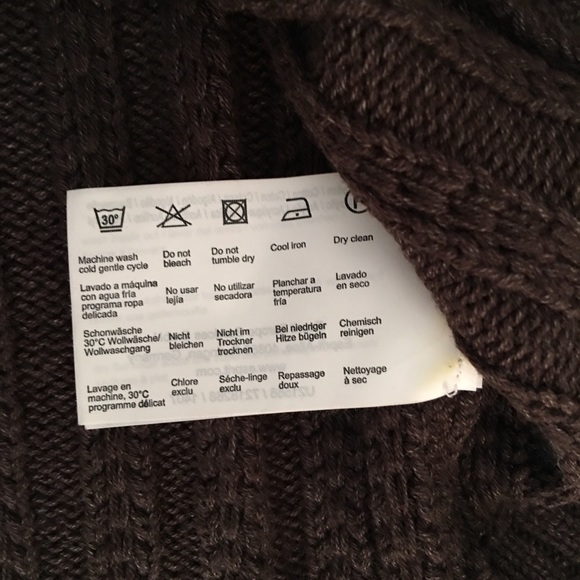 30°
Machine wash
cold gentle cycle
Do not
bleach
Do not
tumble dry
Cool iron
Dry clean
Lavado a máquina
con agua fria
programa ropa
delicada
No usar
lejía
No utilizar
secadora
Planchar a
temperatura
fría
Lavado
en seco
Schonwäsche
30°C Wollwäsche/
Wollwaschgang
Nicht
bleichen
Nicht im
Trockner
trocknen
Bei niedriger
Hitze bügeln
Chemisch
reinigen
Lavage en
machine, 30°C
programme délicat
Chlore
exclu
Séche-linge
exclu
Repassage
doux
Nettoyage
à sec